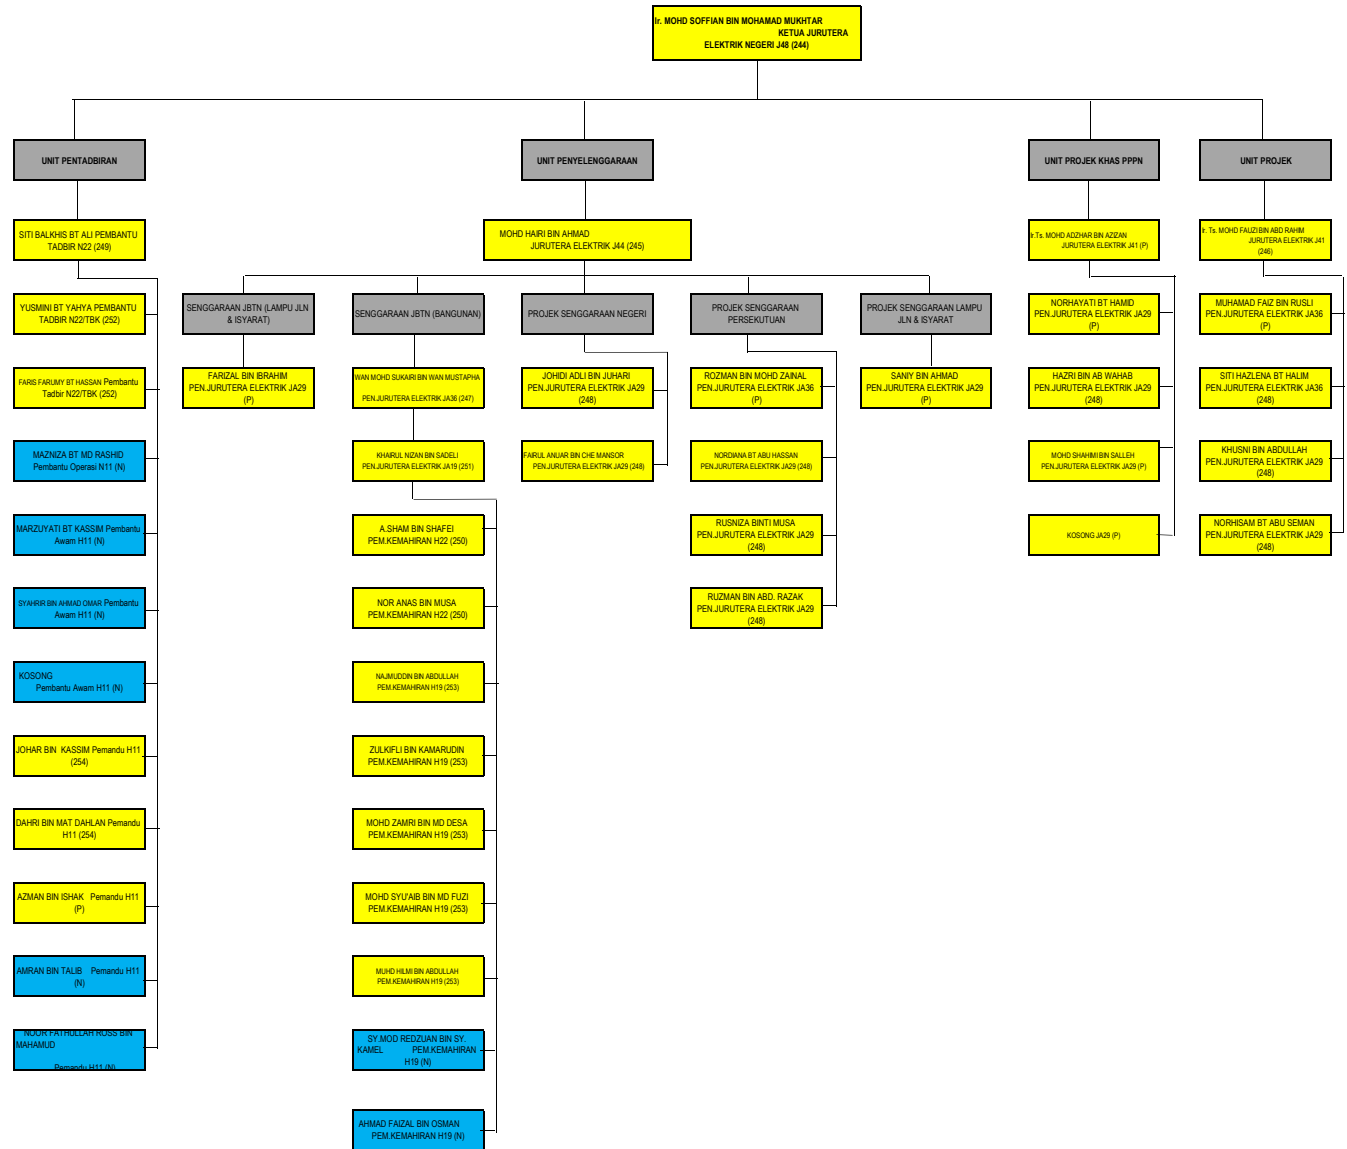 Ir. MOHD SOFFIAN BIN MOHAMAD MUKHTAR
KETUA JURUTERA
ELEKTRIK NEGERI J48 (244)
UNIT PENTADBIRAN
SITI BALKHIS BT ALI PEMBANTU
TADBIR N22 (249)
YUSMINI BT YAHYA PEMBANTU
TADBIR N22/TBK (252)
FARIS FARUMY BT HASSAN Pembantu
Tadbir N22/TBK (252)
MAZNIZA BT MD RASHID
Pembantu Operasi N11 (N)
MARZUYATI BT KASSIM Pembantu
Awam H11 (N)
SYAHRIR BIN AHMAD OMAR Pembantu
Awam H11 (N)
KOSONG
Pembantu Awam H11 (N)
JOHAR BIN KASSIM Pemandu H11
(254)
DAHRI BIN MAT DAHLAN Pemandu
H11 (254)
AZMAN BIN ISHAK Pemandu H11
(P)
AMRAN BIN TALIB Pemandu H11
(N)
NOOR FATHULLAH ROSS BIN
MAHAMUD
Pemandu H11 (N)
UNIT PENYELENGGARAAN
MOHD HAIRI BIN AHMAD
JURUTERA ELEKTRIK J44 (245)
SENGGARAAN JBTN (LAMPU JLN
& ISYARAT)
FARIZAL BIN IBRAHIM
PEN.JURUTERA ELEKTRIK JA29
(P)
SENGGARAAN JBTN (BANGUNAN)
WAN MOHD SUKAIRI BIN WAN MUSTAPHA
PEN.JURUTERA ELEKTRIK JA36 (247)
KHAIRUL NIZAN BIN SADELI
PEN.JURUTERA ELEKTRIK JA19 (251)
A.SHAM BIN SHAFEI
PEM.KEMAHIRAN H22 (250)
NOR ANAS BIN MUSA
PEM.KEMAHIRAN H22 (250)
NAJMUDDIN BIN ABDULLAH
PEM.KEMAHIRAN H19 (253)
ZULKIFLI BIN KAMARUDIN
PEM.KEMAHIRAN H19 (253)
MOHD ZAMRI BIN MD DESA
PEM.KEMAHIRAN H19 (253)
MOHD SYU'AIB BIN MD FUZI
PEM.KEMAHIRAN H19 (253)
MUHD HILMI BIN ABDULLAH
PEM.KEMAHIRAN H19 (253)
SY.MOD REDZUAN BIN SY.
KAMEL PEM.KEMAHIRAN
H19 (N)
AHMAD FAIZAL BIN OSMAN
PEM.KEMAHIRAN H19 (N)
PROJEK SENGGARAAN NEGERI
JOHIDI ADLI BIN JUHARI
PEN.JURUTERA ELEKTRIK JA29
(248)
FAIRUL ANUAR BIN CHE MANSOR
PEN.JURUTERA ELEKTRIK JA29 (248)
PROJEK SENGGARAAN
PERSEKUTUAN
ROZMAN BIN MOHD ZAINAL
PEN.JURUTERA ELEKTRIK JA36
(P)
NORDIANA BT ABU HASSAN
PEN.JURUTERA ELEKTRIK JA29 (248)
RUSNIZA BINTI MUSA
PEN.JURUTERA ELEKTRIK JA29
(248)
RUZMAN BIN ABD. RAZAK
PEN.JURUTERA ELEKTRIK JA29
(248)
PROJEK SENGGARAAN LAMPU
JLN & ISYARAT
SANIY BIN AHMAD
PEN.JURUTERA ELEKTRIK JA29
(P)
UNIT PROJEK KHAS PPPN
Ir.Ts. MOHD ADZHAR BIN AZIZAN
JURUTERA ELEKTRIK J41 (P)
NORHAYATI BT HAMID
PEN.JURUTERA ELEKTRIK JA29
(P)
HAZRI BIN AB WAHAB
PEN.JURUTERA ELEKTRIK JA29
(248)
MOHD SHAHIMI BIN SALLEH
PEN.JURUTERA ELEKTRIK JA29 (P)
KOSONG JA29 (P)
UNIT PROJEK
Ir. Ts. MOHD FAUZI BIN ABD RAHIM
JURUTERA ELEKTRIK J41
(246)
MUHAMAD FAIZ BIN RUSLI
PEN.JURUTERA ELEKTRIK JA36
(P)
SITI HAZLENA BT HALIM
PEN.JURUTERA ELEKTRIK JA36
(248)
KHUSNI BIN ABDULLAH
PEN.JURUTERA ELEKTRIK JA29
(248)
NORHISAM BT ABU SEMAN
PEN.JURUTERA ELEKTRIK JA29
(248)